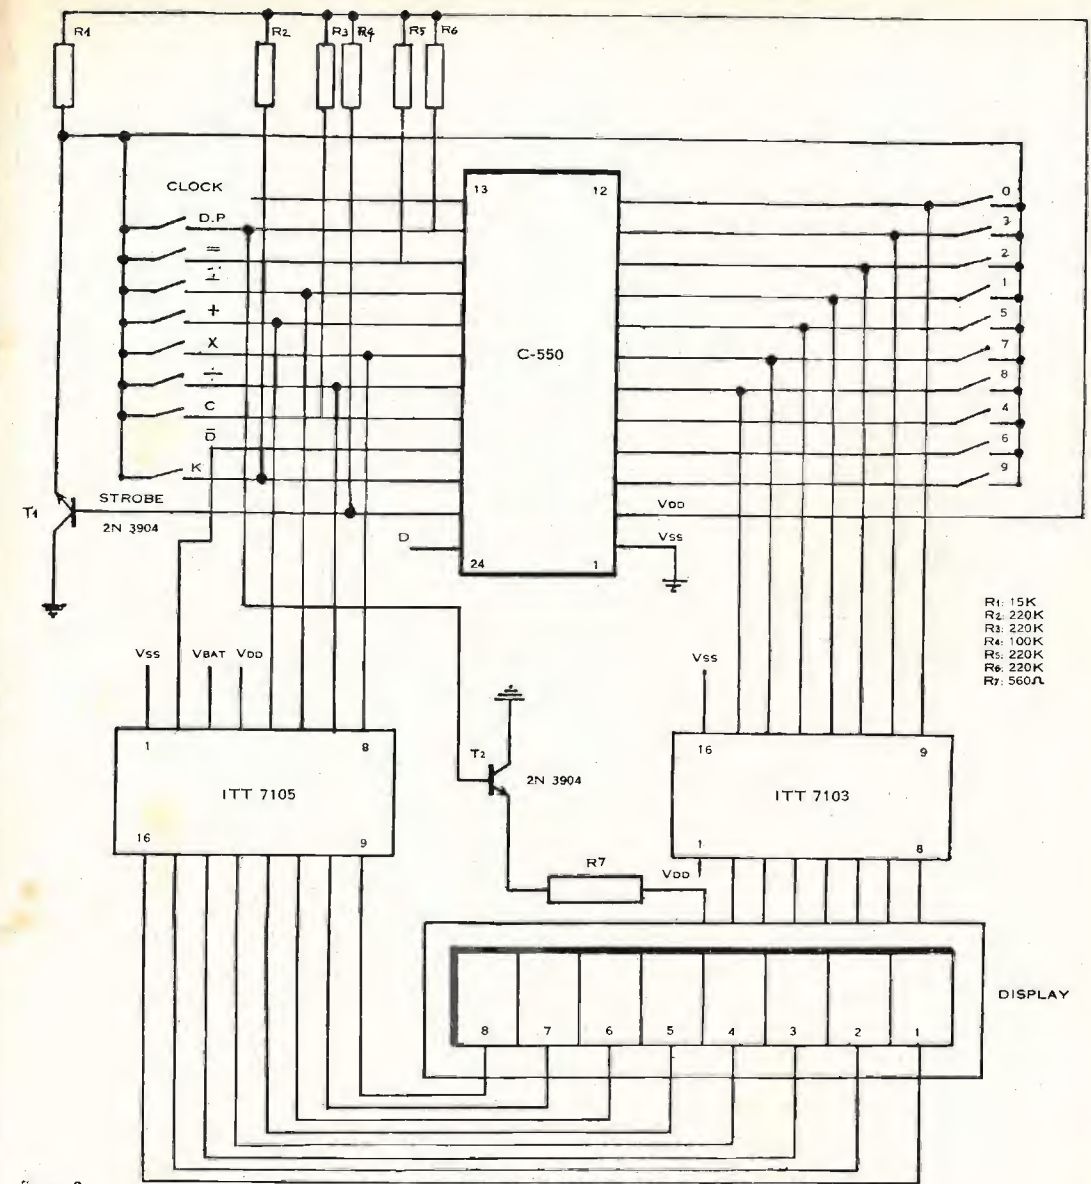 R1 R2 R3 R4 R5 R6
CLOCK
D.P
=
+
X
÷
C
D̄
K
STROBE
T1
2N 3904
D
13 12
C-550
24 1
0
3
2
1
5
7
8
4
6
9
VDD
VSS
R1: 15K
R2: 220K
R3: 220K
R4: 100K
R5: 220K
R6: 220K
R7: 560Ω
VSS VBAT VDD
1 8
ITT 7105
16 9
T2
2N 3904
R7
VSS
16 9
ITT 7103
1 8
VDD
8 7 6 5 4 3 2 1
DISPLAY